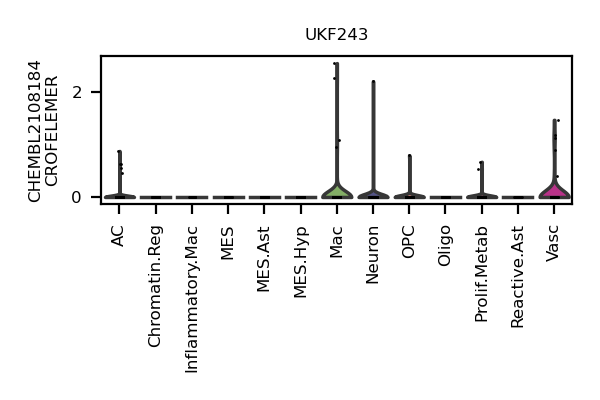 UKF243
CHEMBL2108184
CROFELEMER
2
0
AC
Chromatin.Reg
Inflammatory.Mac
MES
MES.Ast
MES.Hyp
Mac
Neuron
OPC
Oligo
Prolif.Metab
Reactive.Ast
Vasc